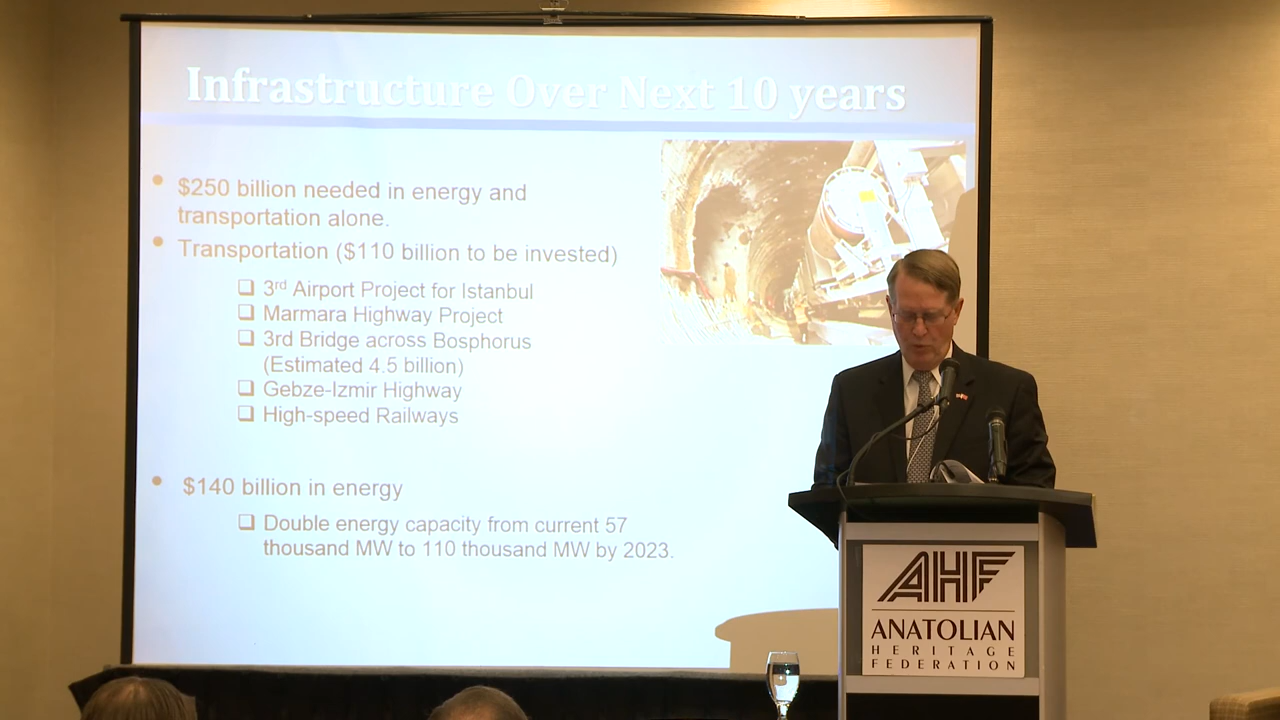 Infrastructure Over Next 10 years
• $250 billion needed in energy and
transportation alone.
• Transportation ($110 billion to be invested)
❑ 3rd Airport Project for Istanbul
❑ Marmara Highway Project
❑ 3rd Bridge across Bosphorus
(Estimated 4.5 billion)
❑ Gebze-Izmir Highway
❑ High-speed Railways
• $140 billion in energy
❑ Double energy capacity from current 57
thousand MW to 110 thousand MW by 2023.
AHF
ANATOLIAN
HERITAGE
FEDERATION